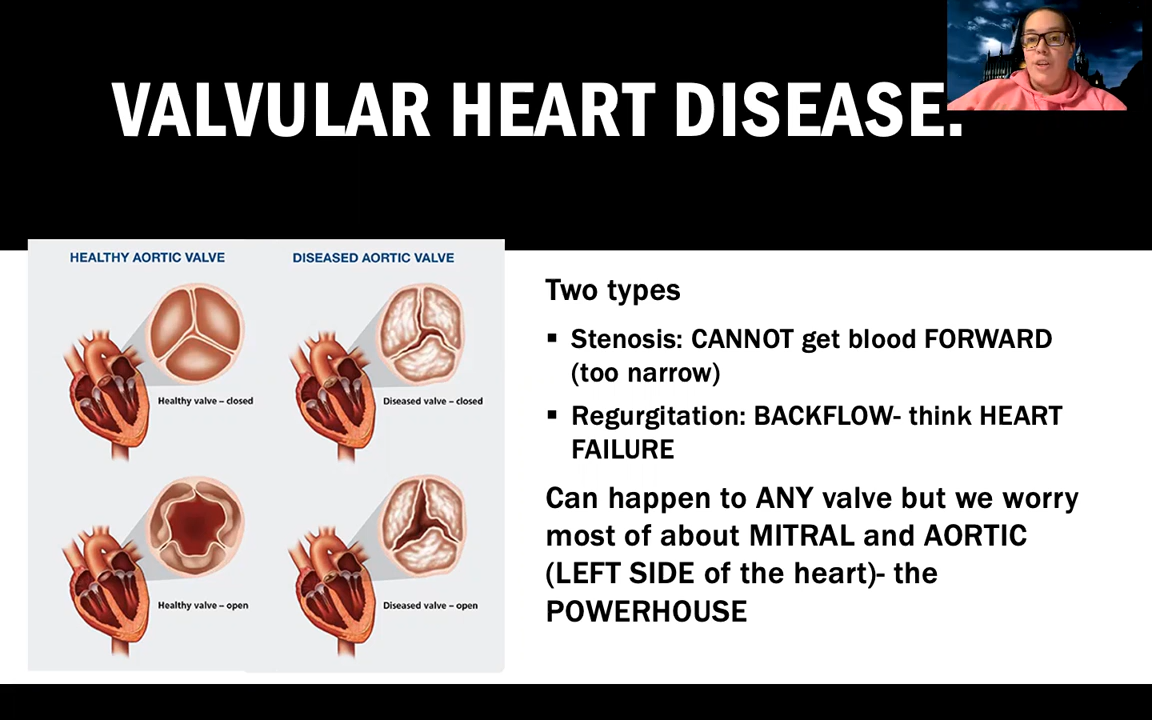 VALVULAR HEART DISEASE.
HEALTHY AORTIC VALVE
DISEASED AORTIC VALVE
Healthy valve – closed
Diseased valve – closed
Healthy valve – open
Diseased valve – open
Two types
▪ Stenosis: CANNOT get blood FORWARD
(too narrow)
▪ Regurgitation: BACKFLOW- think HEART
FAILURE
Can happen to ANY valve but we worry
most of about MITRAL and AORTIC
(LEFT SIDE of the heart)- the
POWERHOUSE